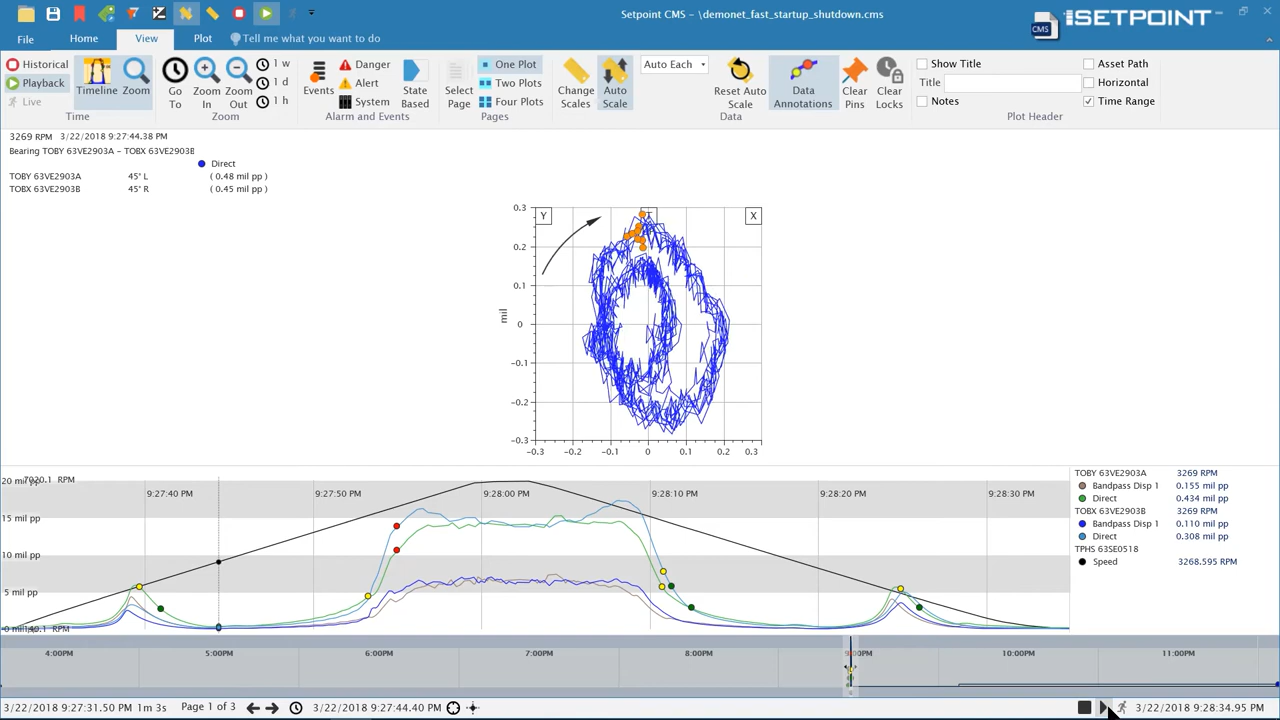 Setpoint CMS - \demonet_fast_startup_shutdown.cms
CMS SETPOINT
File Home View Plot Tell me what you want to do
Historical
Playback
Live
Time
Timeline
Zoom
Go To
Zoom In
Zoom Out
1 w
1 d
1 h
Zoom
Events
Danger
Alert
System
State Based
Alarm and Events
Select Page
One Plot
Two Plots
Four Plots
Pages
Change Scales
Auto Scale
Auto Each
Reset Auto Scale
Data Annotations
Clear Pins
Clear Locks
Data
Show Title
Title
Notes
Asset Path
Horizontal
Time Range
Plot Header
3269 RPM 3/22/2018 9:27:44.38 PM
Bearing TOBY 63VE2903A - TOBX 63VE2903B
Direct
TOBY 63VE2903A 45° L ( 0.48 mil pp )
TOBX 63VE2903B 45° R ( 0.45 mil pp )
Y X
0.3
0.2
0.1
0
-0.1
-0.2
-0.3
mil
-0.3 -0.2 -0.1 0 0.1 0.2 0.3
20 mil pp
15 mil pp
10 mil pp
5 mil pp
7020.1 RPM
9:27:40 PM 9:27:50 PM 9:28:00 PM 9:28:10 PM 9:28:20 PM 9:28:30 PM
TOBY 63VE2903A 3269 RPM
Bandpass Disp 1 0.155 mil pp
Direct 0.434 mil pp
TOBX 63VE2903B 3269 RPM
Bandpass Disp 1 0.110 mil pp
Direct 0.308 mil pp
TPHS 63SE0518
Speed 3268.595 RPM
4:00PM 5:00PM 6:00PM 7:00PM 8:00PM 9:00PM 10:00PM 11:00PM
3/22/2018 9:27:31.50 PM 1m 3s Page 1 of 3 3/22/2018 9:27:44.40 PM 3/22/2018 9:28:34.95 PM